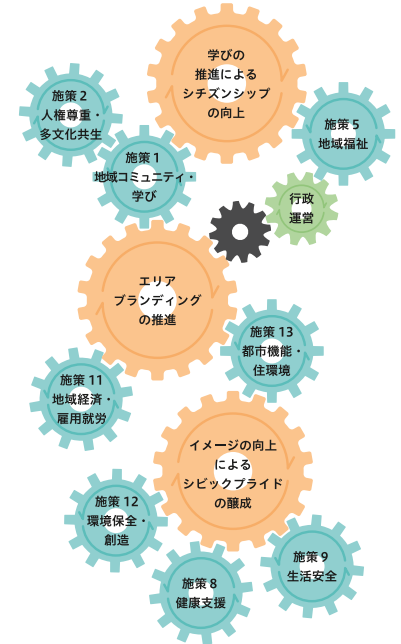 学びの
推進による
シチズンシップ
の向上
施策2
人権尊重・
多文化共生
施策5
地域福祉
施策1
地域コミュニティ・
学び
行政
運営
エリア
ブランディング
の推進
施策13
都市機能・
住環境
施策11
地域経済・
雇用就労
イメージの向上
による
シビックプライド
の醸成
施策12
環境保全・
創造
施策9
生活安全
施策8
健康支援